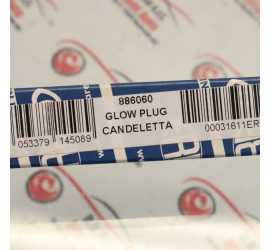 886060
GLOW PLUG
CANDELETTA
053379 145089
00031611ER